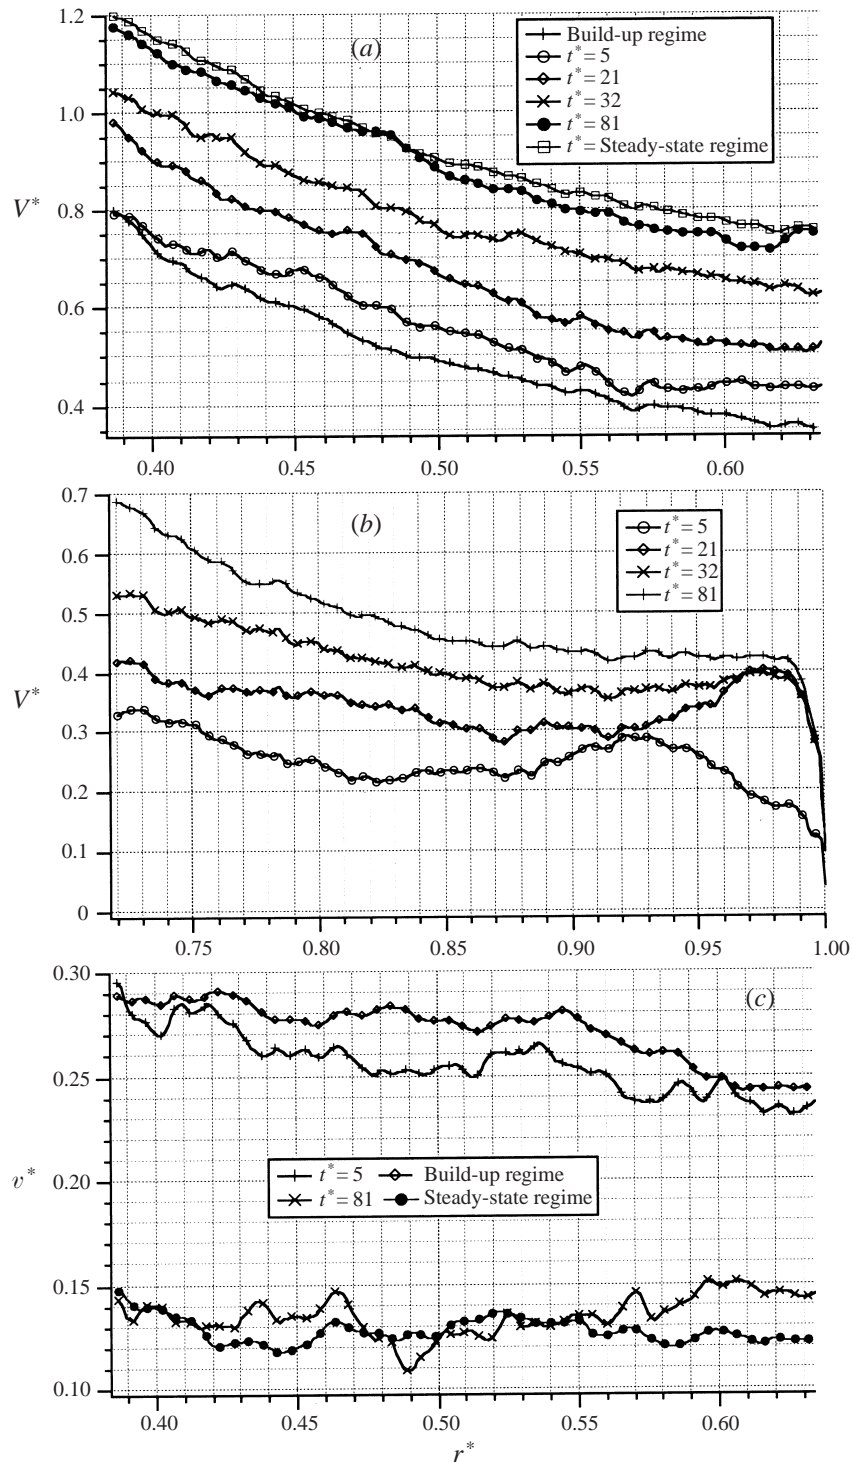 1.2
1.0
0.8
0.6
0.4
V*
(a)
Build-up regime
t* = 5
t* = 21
t* = 32
t* = 81
t* = Steady-state regime
0.40 0.45 0.50 0.55 0.60
0.7
0.6
0.5
0.4
0.3
0.2
0.1
0
V*
(b)
t* = 5
t* = 21
t* = 32
t* = 81
0.75 0.80 0.85 0.90 0.95 1.00
0.30
0.25
0.20
0.15
0.10
v*
(c)
t* = 5 Build-up regime
t* = 81 Steady-state regime
0.40 0.45 0.50 0.55 0.60
r*